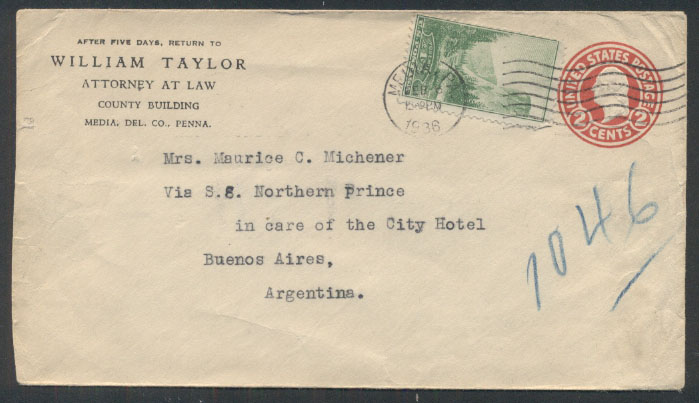 AFTER FIVE DAYS, RETURN TO
WILLIAM TAYLOR
ATTORNEY AT LAW
COUNTY BUILDING
MEDIA, DEL. CO., PENNA.
1936
UNITED STATES POSTAGE
2 CENTS 2
Mrs. Maurice C. Michener
Via S.S. Northern Prince
in care of the City Hotel
Buenos Aires,
Argentina.
1046